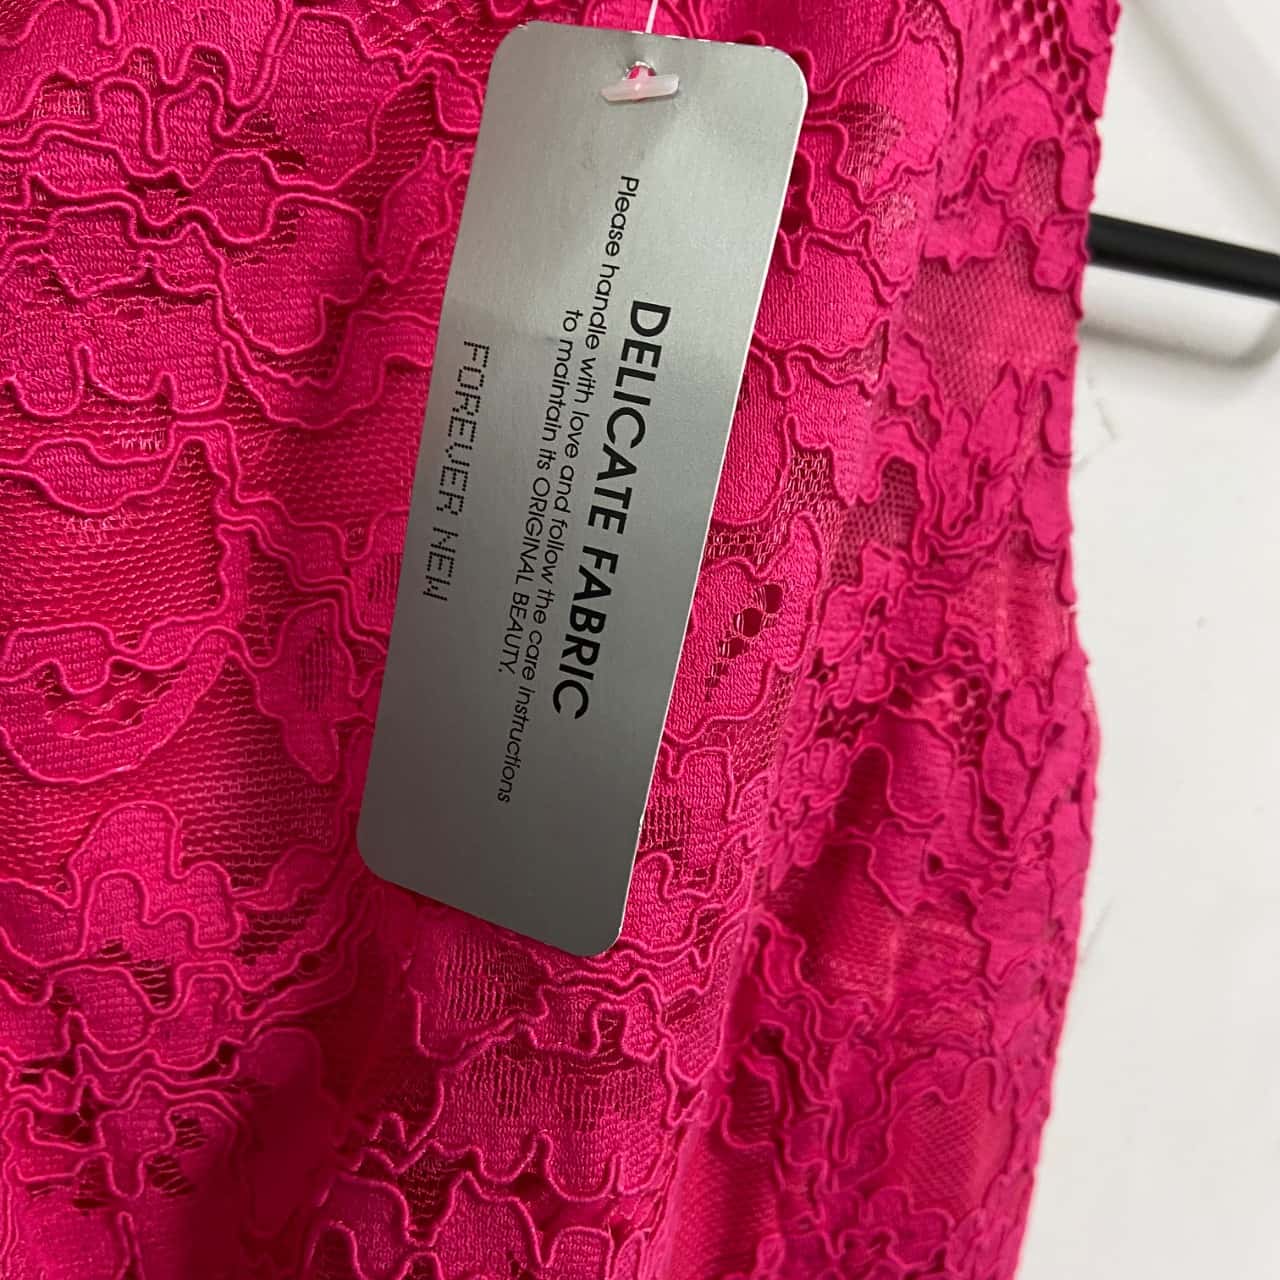 DELICATE FABRIC
Please handle with love and follow the care instructions
to maintain its ORIGINAL BEAUTY.
FOREVER NEW